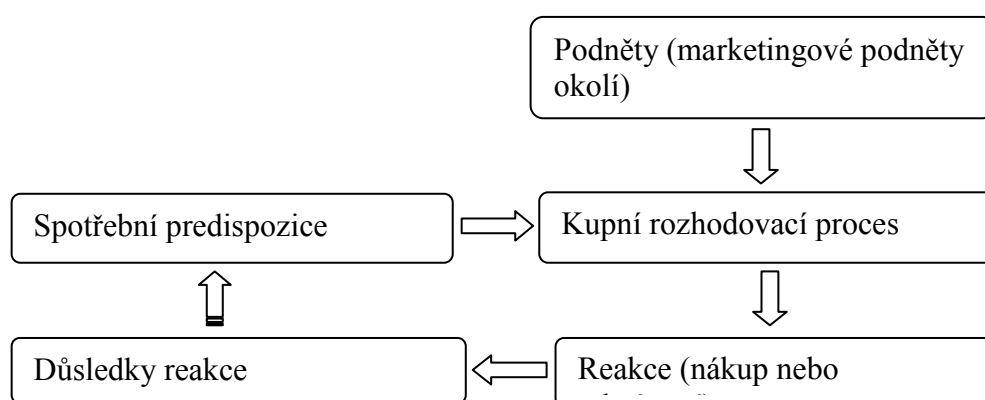 Podněty (marketingové podněty
okolí)
Spotřební predispozice
Kupní rozhodovací proces
Důsledky reakce
Reakce (nákup nebo